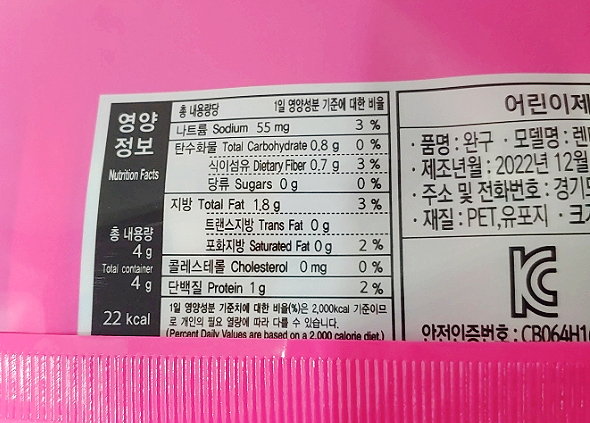 영양
정보
Nutrition Facts
총 내용량
4 g
Total container
4 g
22 kcal
총 내용량당 1일 영양성분 기준에 대한 비율
나트륨 Sodium 55 mg 3 %
탄수화물 Total Carbohydrate 0,8 g 0 %
식이섬유 Dietary Fiber 0.7 g 3 %
당류 Sugars 0 g 0 %
지방 Total Fat 1,8 g 3 %
트랜스지방 Trans Fat 0 g
포화지방 Saturated Fat 0 g 2 %
콜레스테롤 Cholesterol 0 mg 0 %
단백질 Protein 1 g 2 %
1일 영양성분 기준치에 대한 비율(%)은 2,000kcal 기준이므
로 개인의 필요 열량에 따라 다를 수 있습니다.
(Percent Daily Values are based on a 2,000 calorie diet.)
어린이제
· 품명 : 완구 · 모델명 : 렌
· 제조년월 : 2022년 12월
· 주소 및 전화번호 : 경기도
· 재질 : PET,유포지 · 크기
KC
안전인증번호 : CB064H1